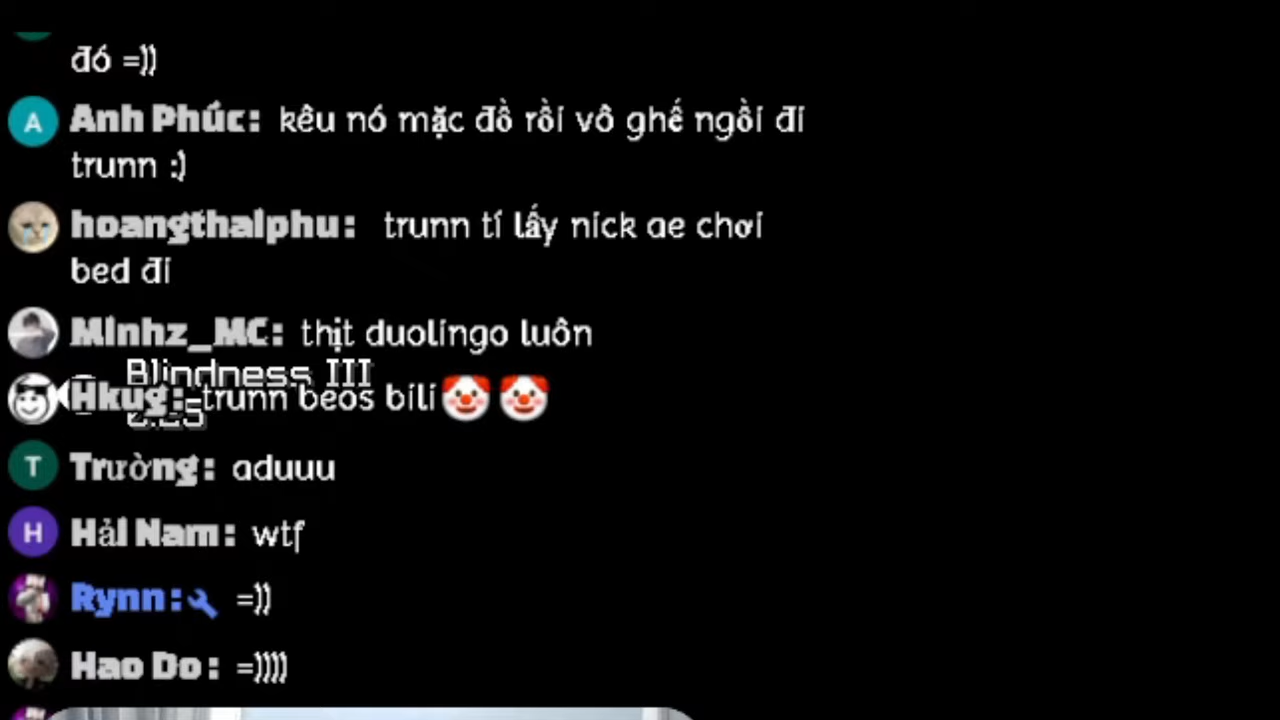 đó =))
A
Anh Phúc: kêu nó mặc đồ rồi vô ghế ngồi đi
trunn :)
hoangthaiphu: trunn tí lấy nick ae chơi
bed đi
Minhz_MC: thịt duolingo luôn
Blindness III
Hkug: trunn béos bili🤡🤡
T
Trường: aduuu
H
Hải Nam: wtf
Rynn: =))
Hao Do: =))))